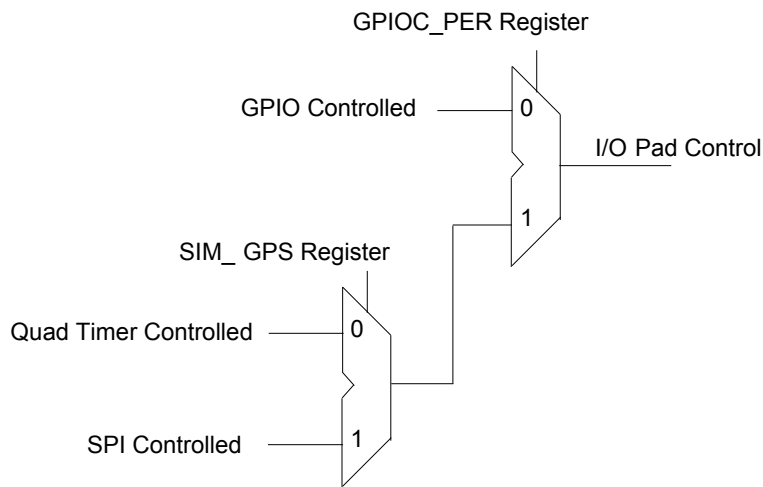 GPIOC_PER Register
GPIO Controlled
0
I/O Pad Control
1
SIM_ GPS Register
Quad Timer Controlled
0
SPI Controlled
1